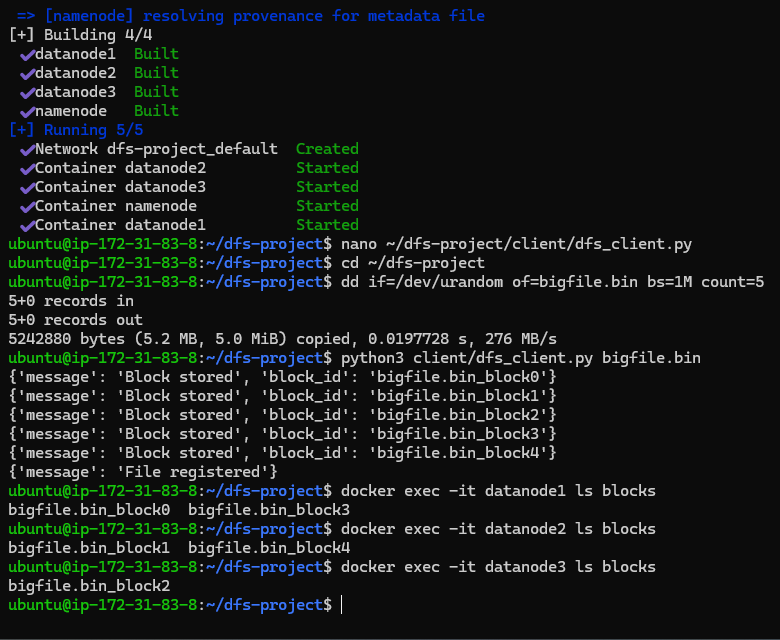 => [namenode] resolving provenance for metadata file
[+] Building 4/4
✔datanode1  Built
✔datanode2  Built
✔datanode3  Built
✔namenode   Built
[+] Running 5/5
✔Network dfs-project_default  Created
✔Container datanode2          Started
✔Container datanode3          Started
✔Container namenode           Started
✔Container datanode1          Started
ubuntu@ip-172-31-83-8:~/dfs-project$ nano ~/dfs-project/client/dfs_client.py
ubuntu@ip-172-31-83-8:~/dfs-project$ cd ~/dfs-project
ubuntu@ip-172-31-83-8:~/dfs-project$ dd if=/dev/urandom of=bigfile.bin bs=1M count=5
5+0 records in
5+0 records out
5242880 bytes (5.2 MB, 5.0 MiB) copied, 0.0197728 s, 276 MB/s
ubuntu@ip-172-31-83-8:~/dfs-project$ python3 client/dfs_client.py bigfile.bin
{'message': 'Block stored', 'block_id': 'bigfile.bin_block0'}
{'message': 'Block stored', 'block_id': 'bigfile.bin_block1'}
{'message': 'Block stored', 'block_id': 'bigfile.bin_block2'}
{'message': 'Block stored', 'block_id': 'bigfile.bin_block3'}
{'message': 'Block stored', 'block_id': 'bigfile.bin_block4'}
{'message': 'File registered'}
ubuntu@ip-172-31-83-8:~/dfs-project$ docker exec -it datanode1 ls blocks
bigfile.bin_block0  bigfile.bin_block3
ubuntu@ip-172-31-83-8:~/dfs-project$ docker exec -it datanode2 ls blocks
bigfile.bin_block1  bigfile.bin_block4
ubuntu@ip-172-31-83-8:~/dfs-project$ docker exec -it datanode3 ls blocks
bigfile.bin_block2
ubuntu@ip-172-31-83-8:~/dfs-project$